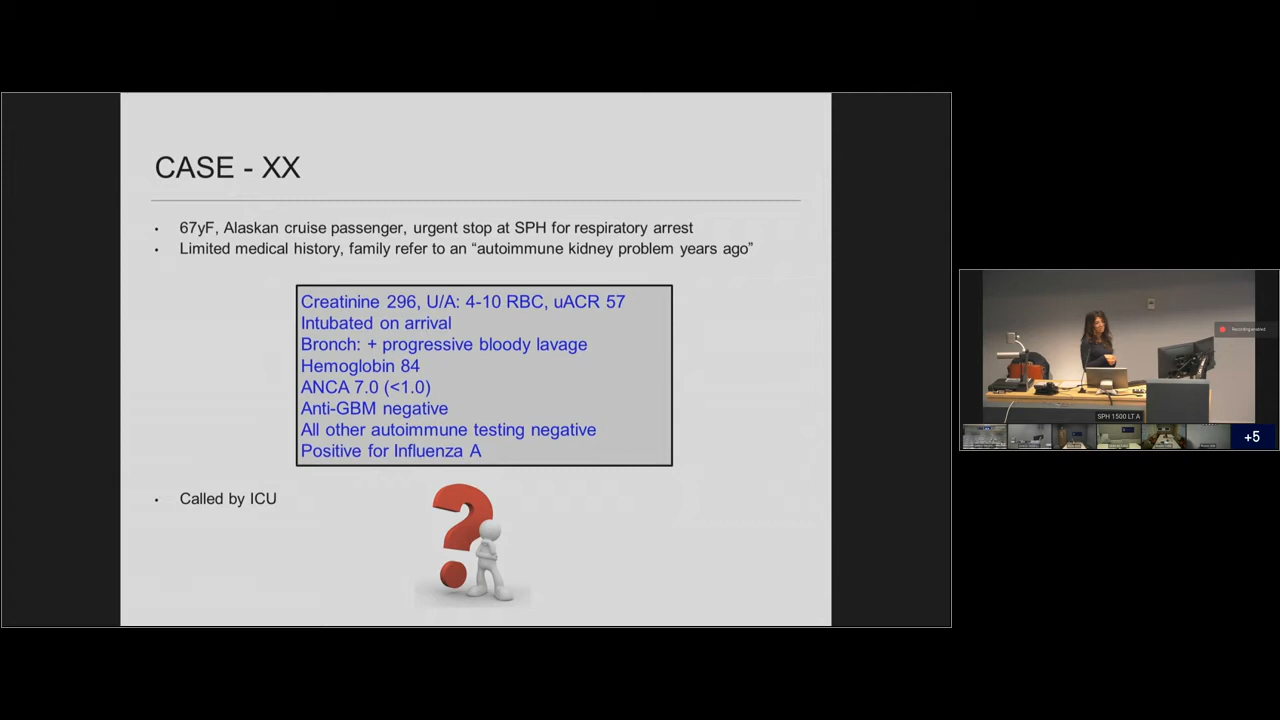 CASE - XX
• 67yF, Alaskan cruise passenger, urgent stop at SPH for respiratory arrest
• Limited medical history, family refer to an “autoimmune kidney problem years ago”
Creatinine 296, U/A: 4-10 RBC, uACR 57
Intubated on arrival
Bronch: + progressive bloody lavage
Hemoglobin 84
ANCA 7.0 (<1.0)
Anti-GBM negative
All other autoimmune testing negative
Positive for Influenza A
• Called by ICU
Recording enabled
SPH 1500 LT A
+5